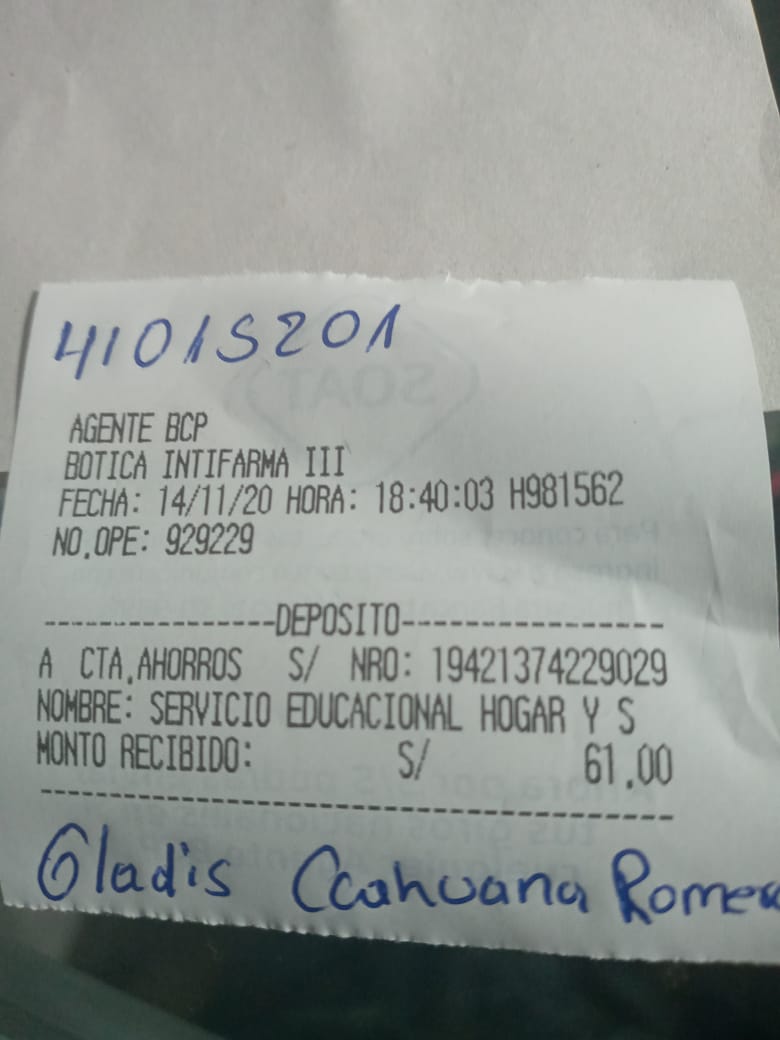 41015201
AGENTE BCP
BOTICA INTIFARMA III
FECHA: 14/11/20 HORA: 18:40:03 H981562
NO.OPE: 929229
---------------DEPOSITO-----------------
A CTA.AHORROS S/ NRO: 19421374229029
NOMBRE: SERVICIO EDUCACIONAL HOGAR Y S
MONTO RECIBIDO: S/ 61.00
----------------------------------------
Gladis Ccahuana
SOAT